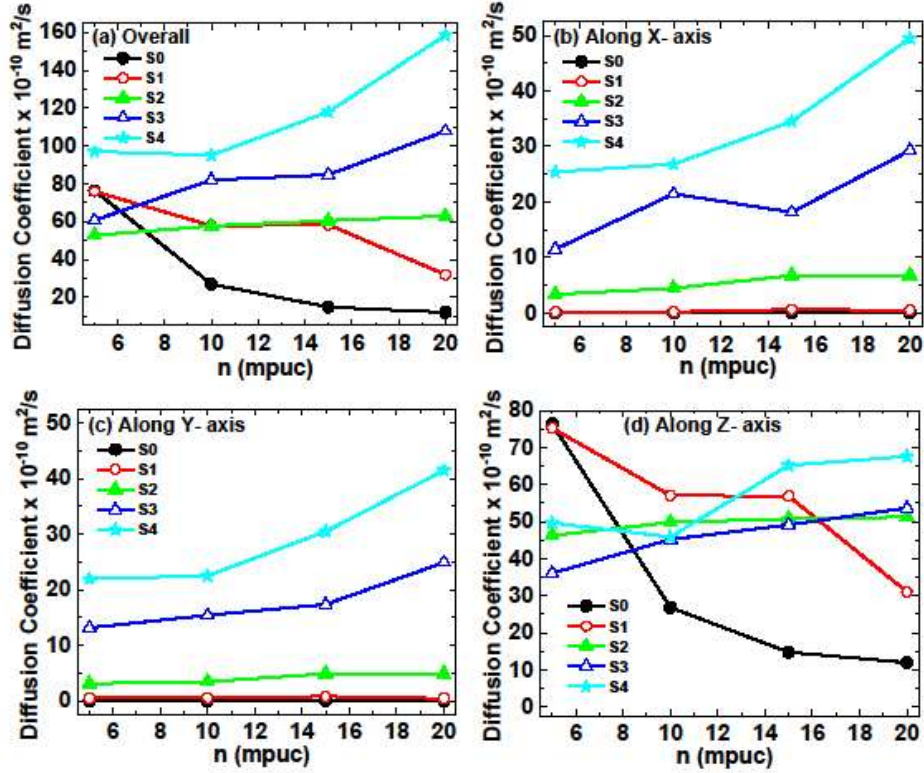 (a) Overall
S0
S1
S2
S3
S4
160
140
120
100
80
60
40
20
6 8 10 12 14 16 18 20
n (mpuc)
Diffusion Coefficient x 10⁻¹⁰ m²/s
(b) Along X- axis
S0
S1
S2
S3
S4
50
40
30
20
10
0
6 8 10 12 14 16 18 20
n (mpuc)
Diffusion Coefficient x 10⁻¹⁰ m²/s
(c) Along Y- axis
S0
S1
S2
S3
S4
50
40
30
20
10
0
6 8 10 12 14 16 18 20
n (mpuc)
Diffusion Coefficient x 10⁻¹⁰ m²/s
(d) Along Z- axis
S0
S1
S2
S3
S4
80
70
60
50
40
30
20
10
0
6 8 10 12 14 16 18 20
n (mpuc)
Diffusion Coefficient x 10⁻¹⁰ m²/s